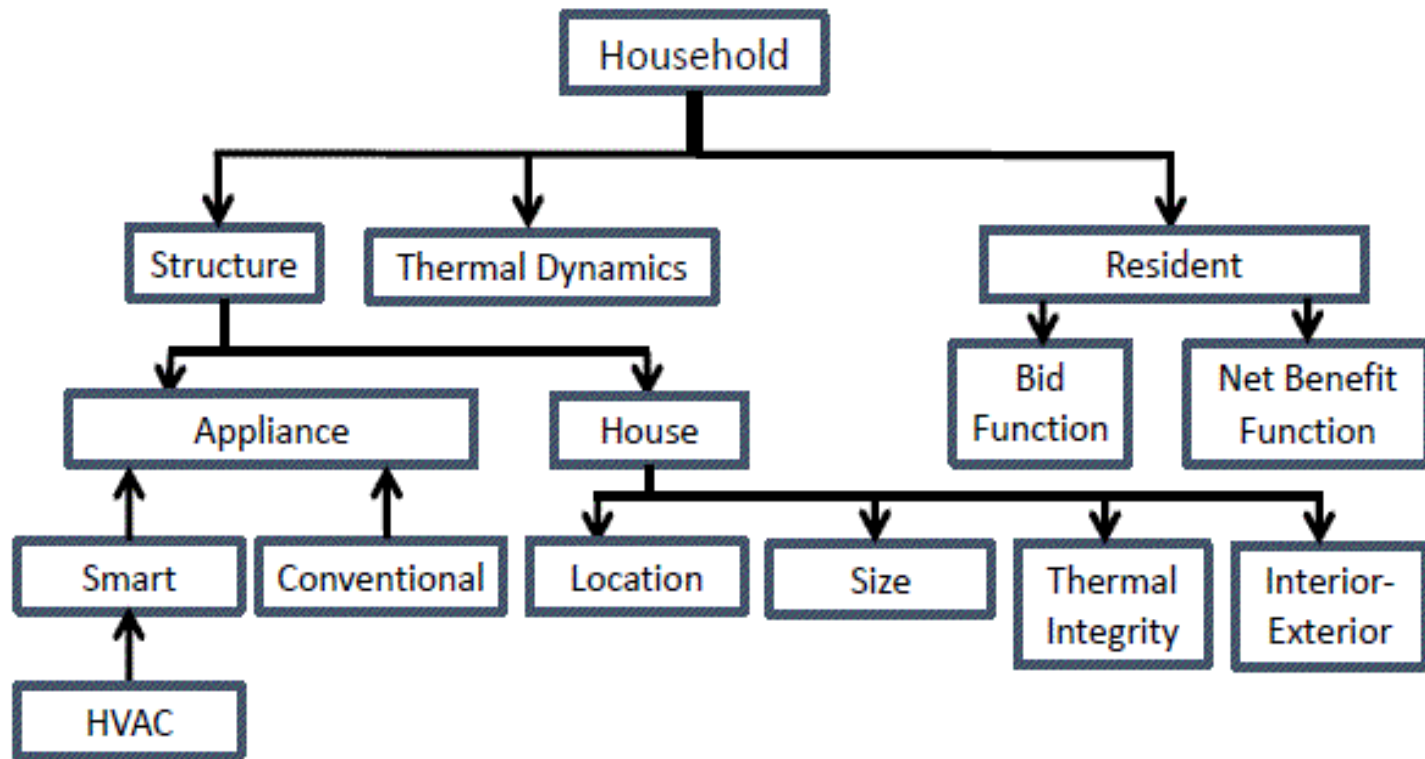 Household
Structure
Thermal Dynamics
Resident
Bid
Function
Net Benefit
Function
Appliance
House
Smart
Conventional
Location
Size
Thermal
Integrity
Interior-
Exterior
HVAC